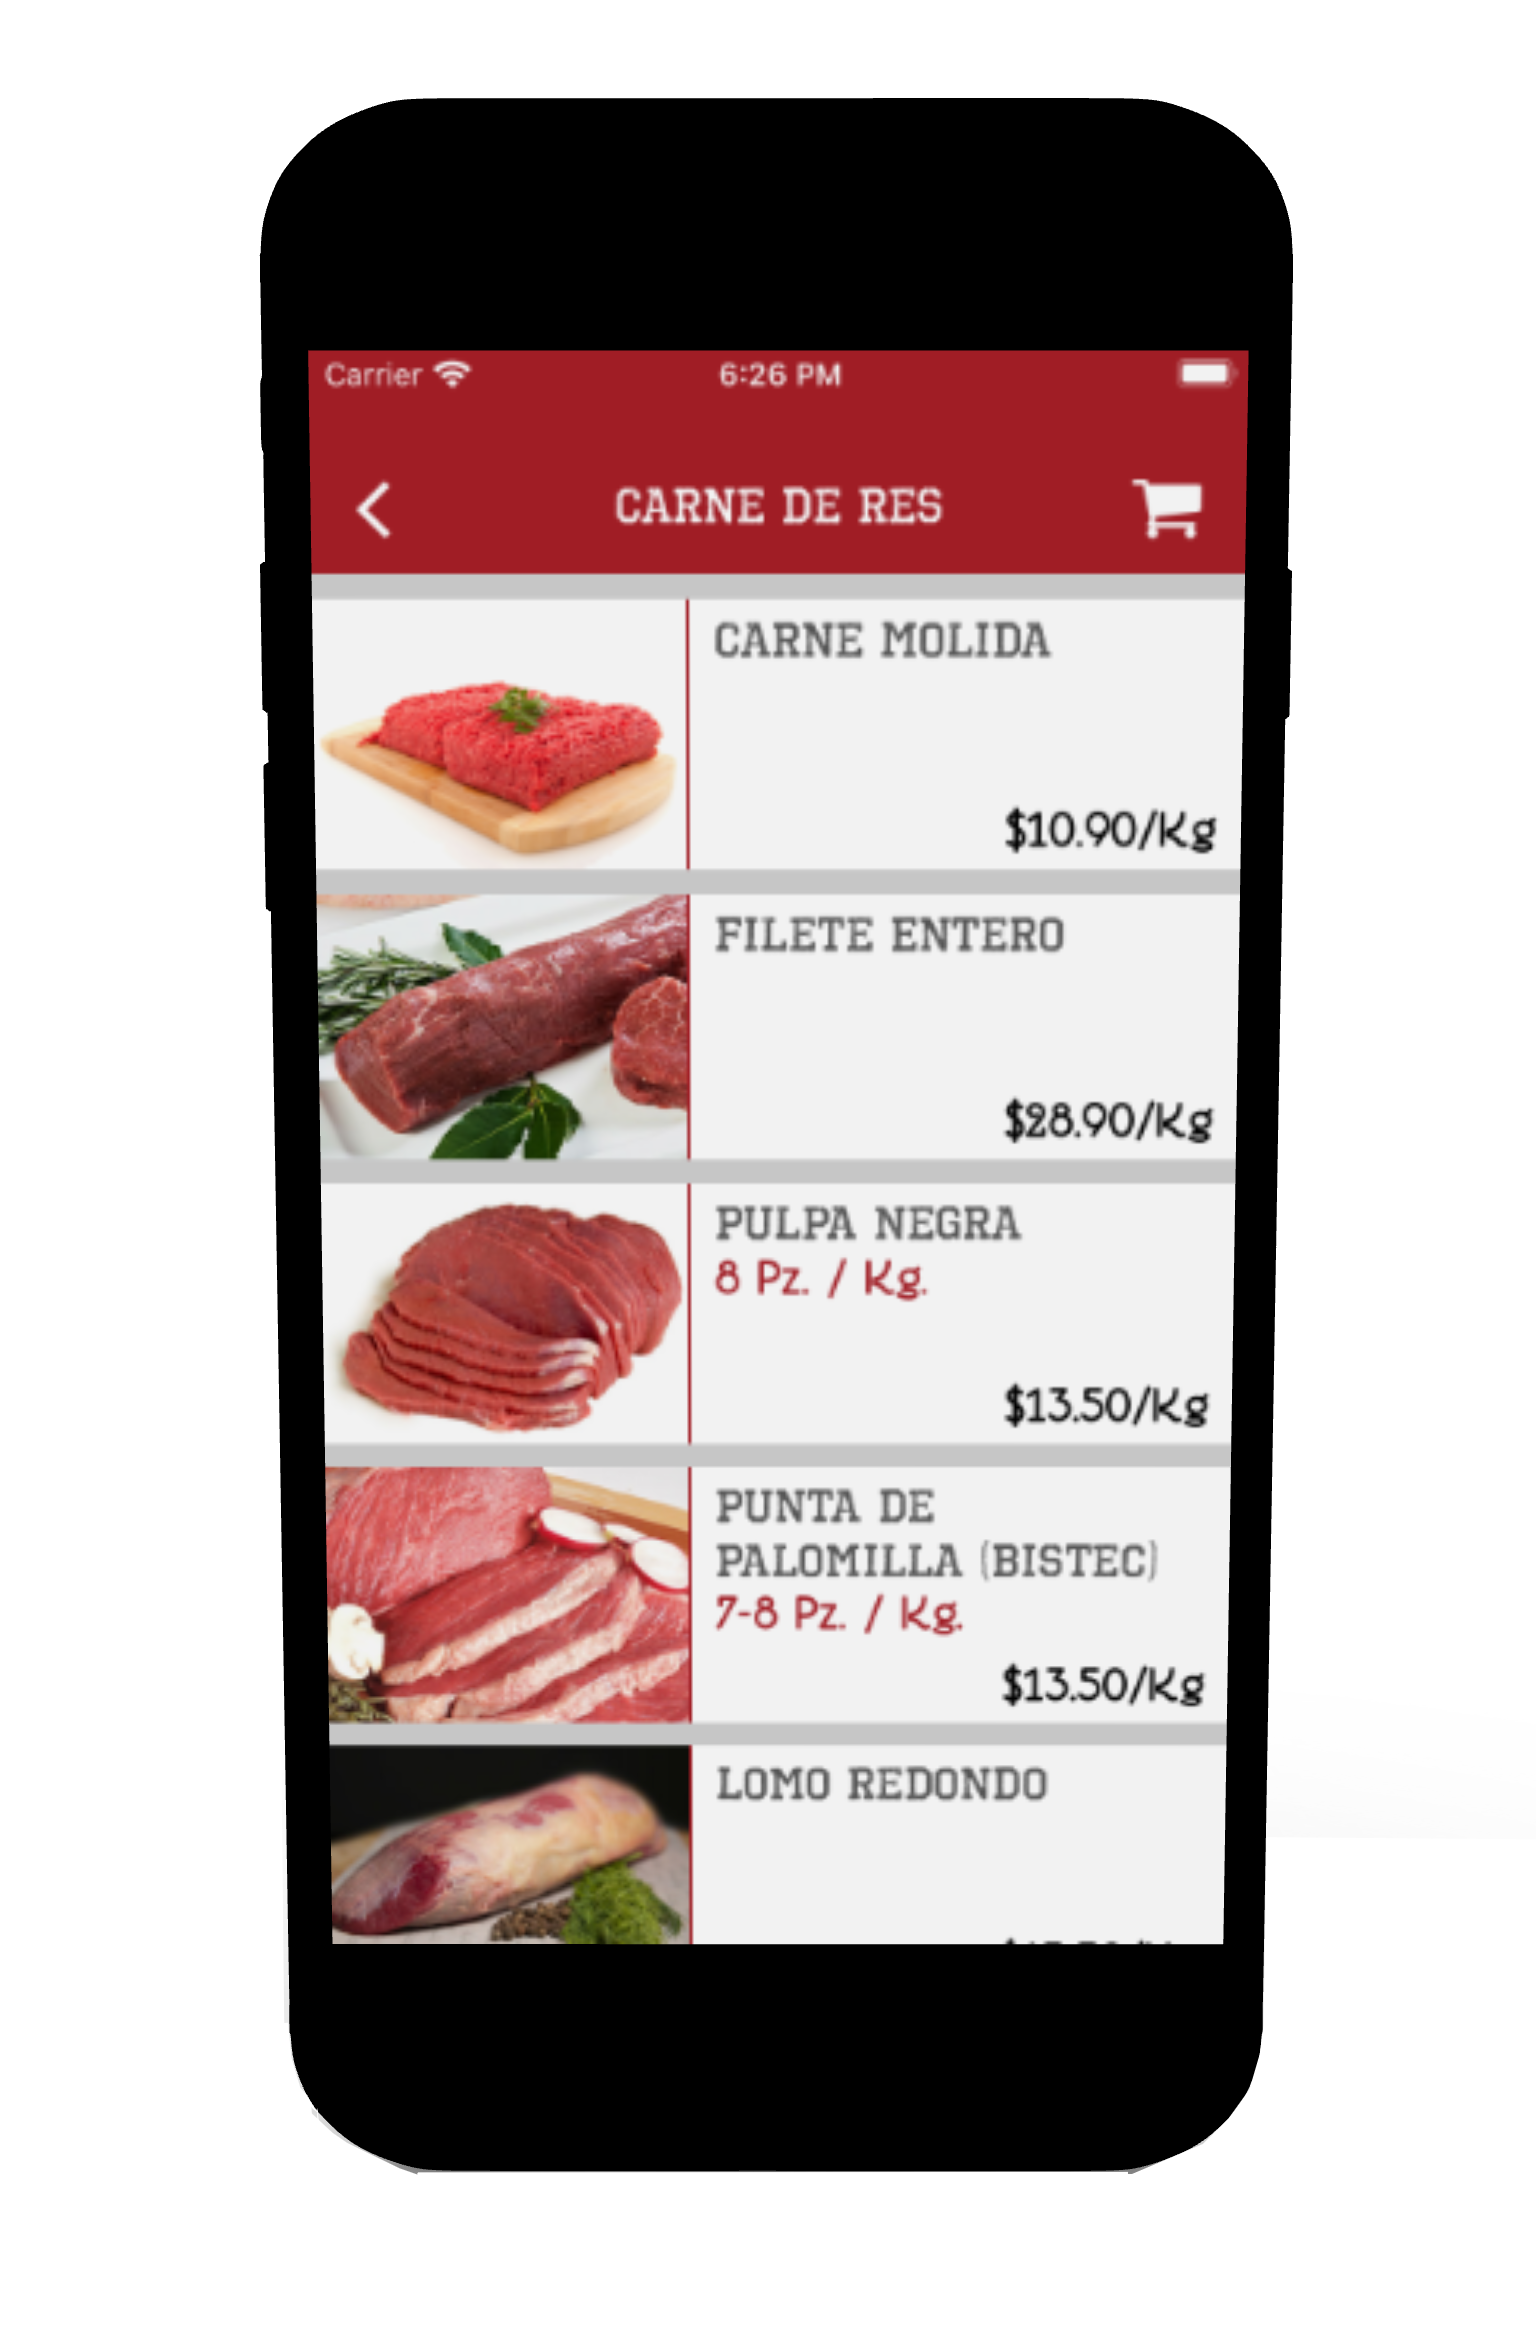 Carrier
6:26 PM
CARNE DE RES
CARNE MOLIDA
$10.90/Kg
FILETE ENTERO
$28.90/Kg
PULPA NEGRA
8 Pz. / Kg.
$13.50/Kg
PUNTA DE
PALOMILLA (BISTEC)
7-8 Pz. / Kg.
$13.50/Kg
LOMO REDONDO